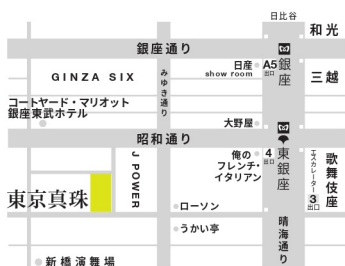 日比谷
和光
銀座通り
日産
show room
A5
出口
銀座
三越
GINZA SIX
みゆき通り
コートヤード・マリオット
銀座東武ホテル
大野屋
昭和通り
俺の
フレンチ・
イタリアン
4
出口
東銀座
エスカレーター
3
出口
歌舞伎座
J POWER
東京真珠
ローソン
うかい亭
晴海通り
新橋演舞場